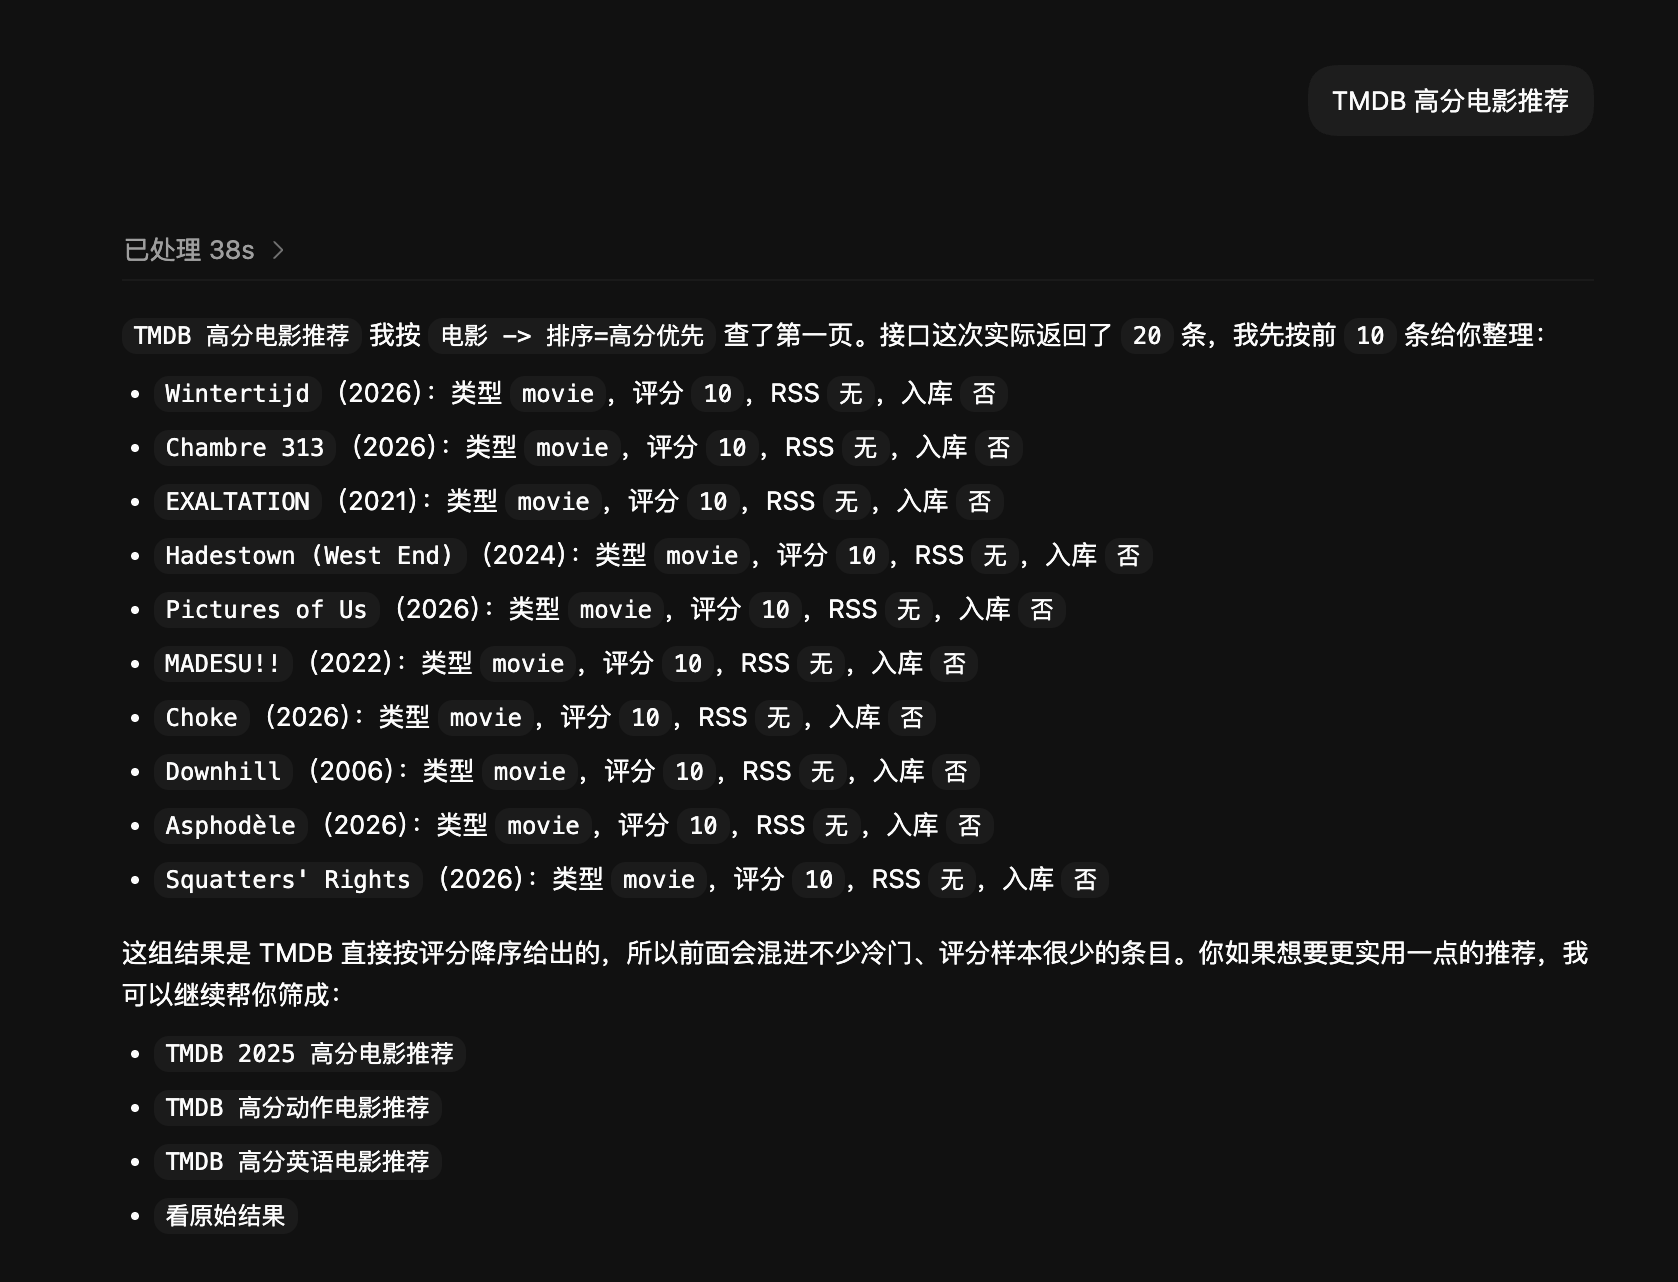 TMDB 高分电影推荐
已处理 38s >
TMDB 高分电影推荐 我按 电影 -> 排序=高分优先 查了第一页。接口这次实际返回了 20 条，我先按前 10 条给你整理：
• Wintertijd （2026）：类型 movie，评分 10，RSS 无，入库 否
• Chambre 313 （2026）：类型 movie，评分 10，RSS 无，入库 否
• EXALTATION （2021）：类型 movie，评分 10，RSS 无，入库 否
• Hadestown (West End) （2024）：类型 movie，评分 10，RSS 无，入库 否
• Pictures of Us （2026）：类型 movie，评分 10，RSS 无，入库 否
• MADESU!! （2022）：类型 movie，评分 10，RSS 无，入库 否
• Choke （2026）：类型 movie，评分 10，RSS 无，入库 否
• Downhill （2006）：类型 movie，评分 10，RSS 无，入库 否
• Asphodèle （2026）：类型 movie，评分 10，RSS 无，入库 否
• Squatters' Rights （2026）：类型 movie，评分 10，RSS 无，入库 否
这组结果是 TMDB 直接按评分降序给出的，所以前面会混进不少冷门、评分样本很少的条目。你如果想要更实用一点的推荐，我
可以继续帮你筛成：
• TMDB 2025 高分电影推荐
• TMDB 高分动作电影推荐
• TMDB 高分英语电影推荐
• 看原始结果